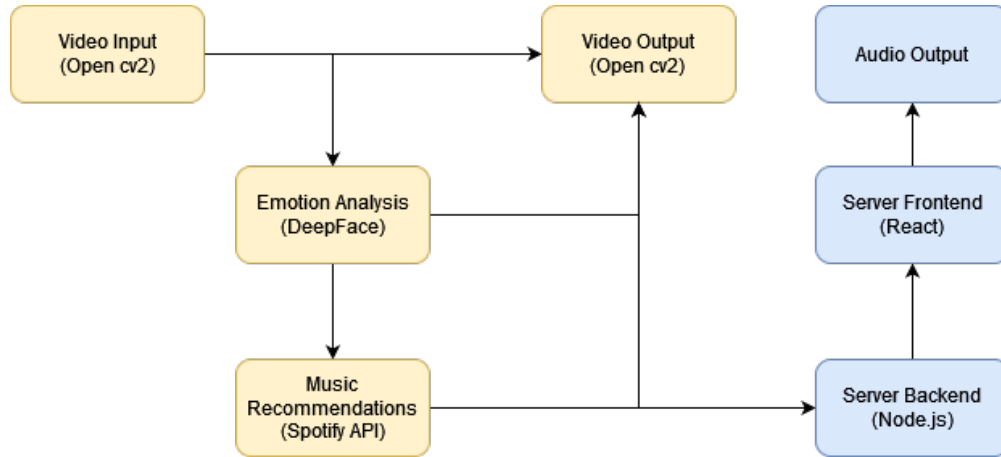 Video Input
(Open cv2)
Video Output
(Open cv2)
Audio Output
Emotion Analysis
(DeepFace)
Server Frontend
(React)
Music
Recommendations
(Spotify API)
Server Backend
(Node.js)